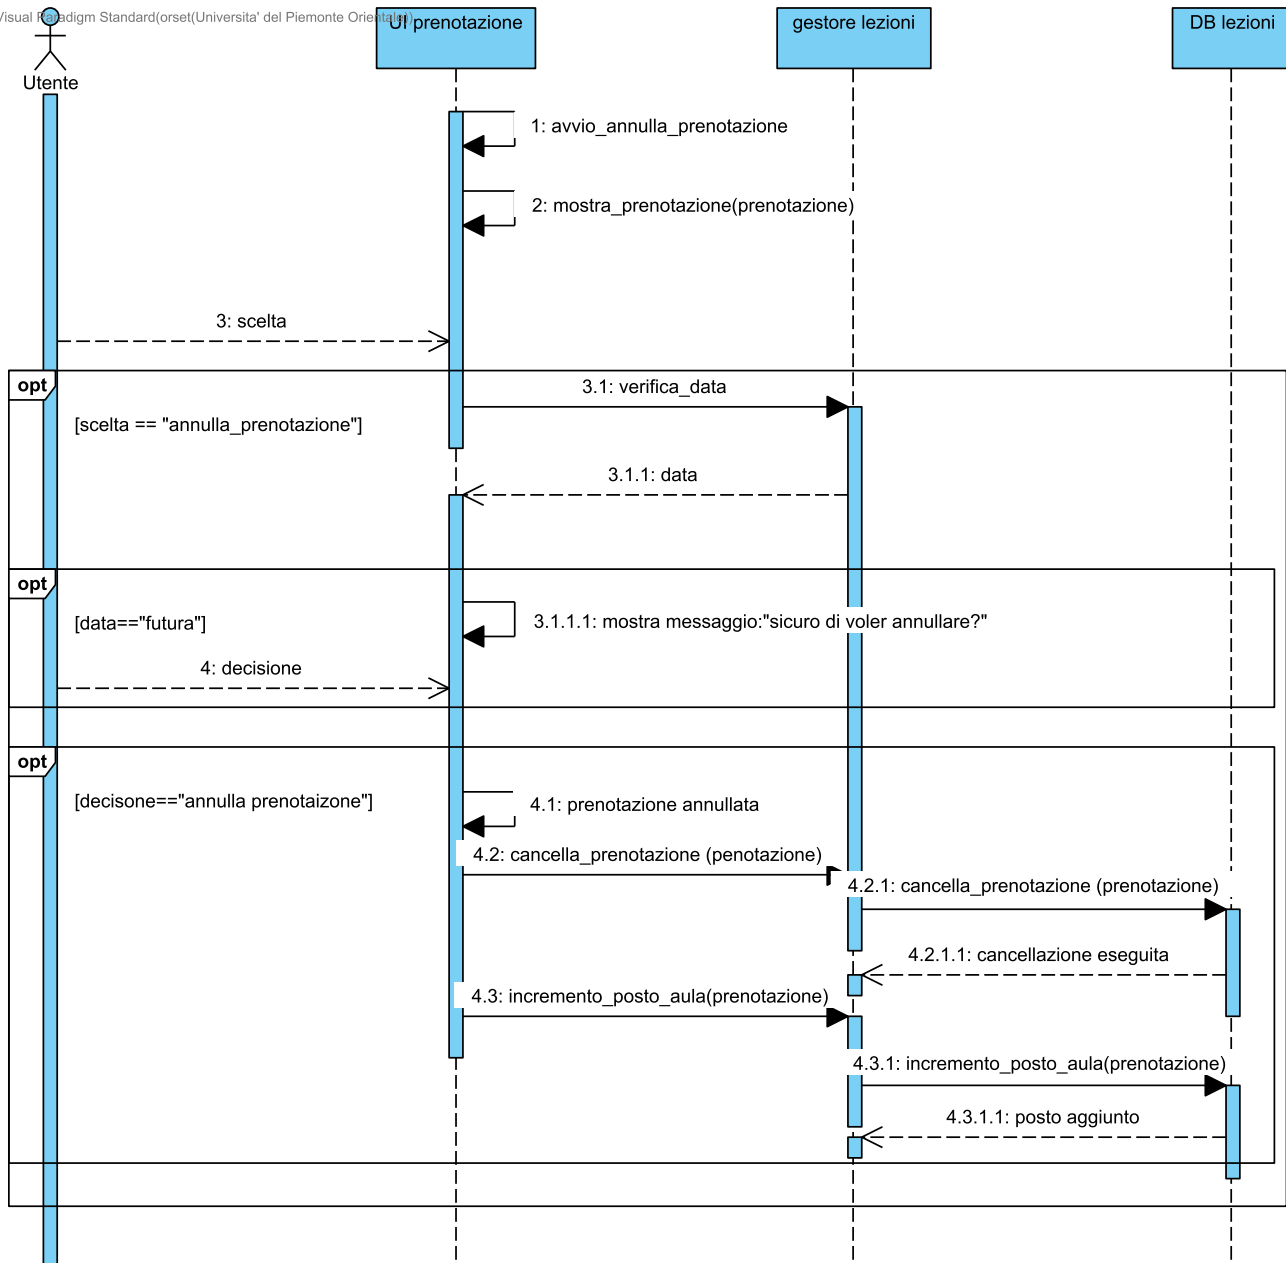 Visual Paradigm Standard(orset(Universita' del Piemonte Orientale))
Utente
UI prenotazione
gestore lezioni
DB lezioni
1: avvio_annulla_prenotazione
2: mostra_prenotazione(prenotazione)
3: scelta
opt
3.1: verifica_data
[scelta == "annulla_prenotazione"]
3.1.1: data
opt
[data=="futura"]
3.1.1.1: mostra messaggio:"sicuro di voler annullare?"
4: decisione
opt
[decisone=="annulla prenotaizone"]
4.1: prenotazione annullata
4.2: cancella_prenotazione (penotazione)
4.2.1: cancella_prenotazione (prenotazione)
4.2.1.1: cancellazione eseguita
4.3: incremento_posto_aula(prenotazione)
4.3.1: incremento_posto_aula(prenotazione)
4.3.1.1: posto aggiunto